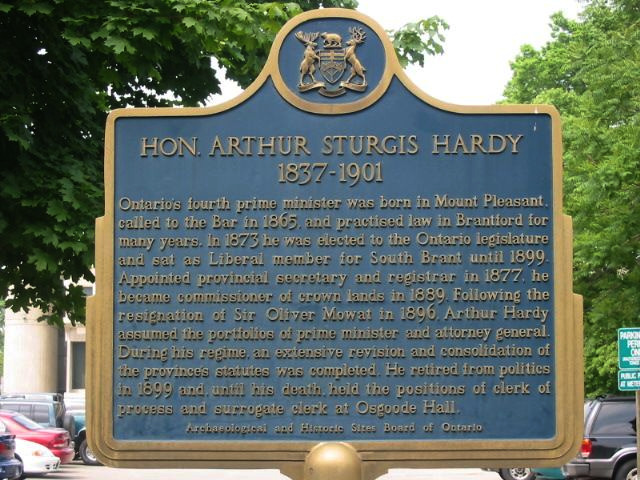 HON. ARTHUR STURGIS HARDY
1837-1901
Ontario's fourth prime minister was born in Mount Pleasant,
called to the Bar in 1865, and practised law in Brantford for
many years. In 1873 he was elected to the Ontario legislature
and sat as Liberal member for South Brant until 1899.
Appointed provincial secretary and registrar in 1877, he
became commissioner of crown lands in 1889. Following the
resignation of Sir Oliver Mowat in 1896, Arthur Hardy
assumed the portfolios of prime minister and attorney general.
During his regime, an extensive revision and consolidation of
the province's statutes was completed. He retired from politics
in 1899 and, until his death, held the positions of clerk of
process and surrogate clerk at Osgoode Hall.
Archaeological and Historic Sites Board of Ontario